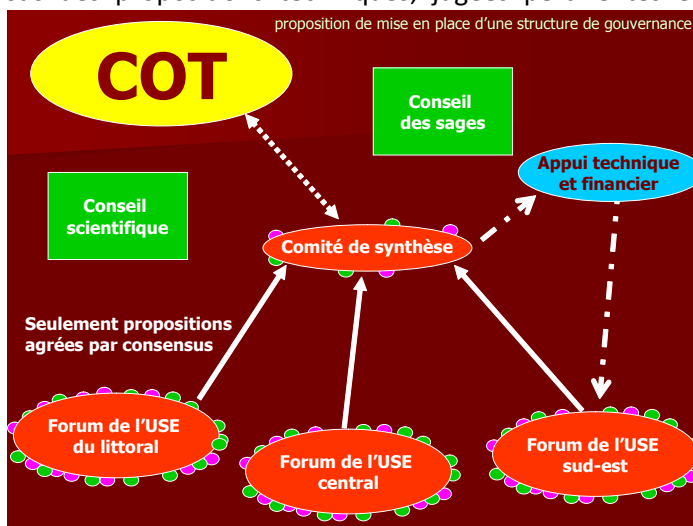 proposition de mise en place d'une structure de gouvernance
COT
Conseil
des sages
Appui technique
et financier
Conseil
scientifique
Comité de synthèse
Seulement propositions
agrées par consensus
Forum de l'USE
du littoral
Forum de l'USE
central
Forum de l'USE
sud-est